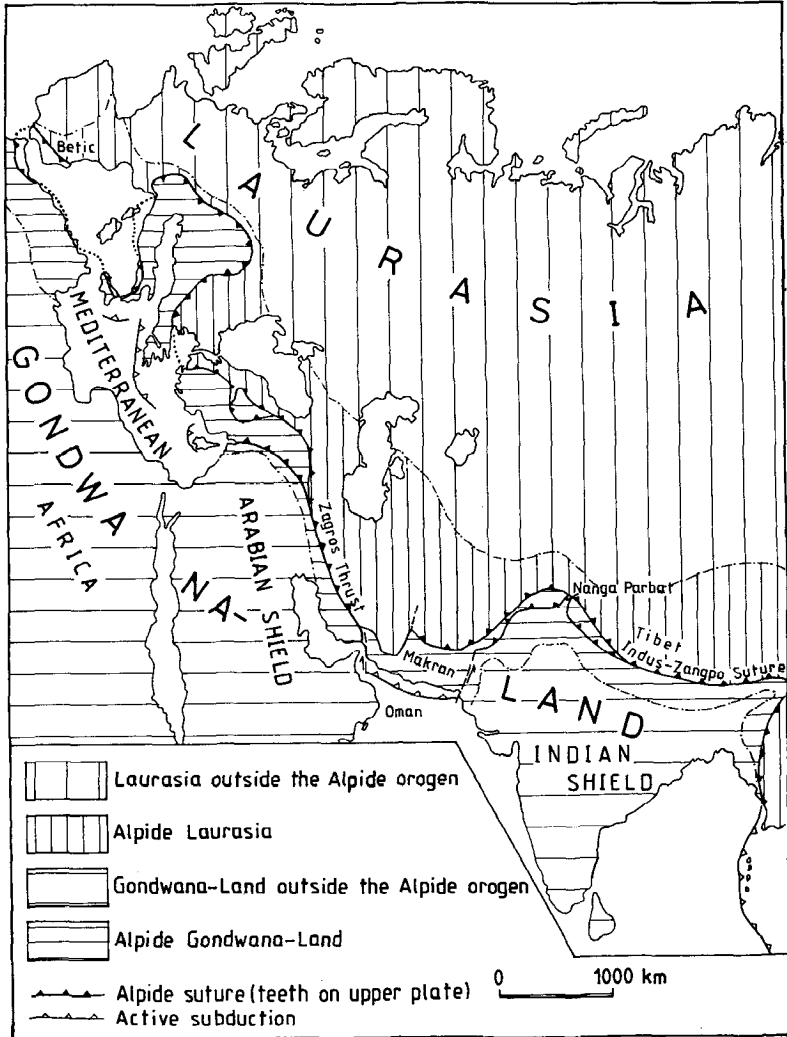 Betic
LAURASIA
MEDITERRANEAN
GONDWANA-LAND
AFRICA
ARABIAN SHIELD
Zagros Thrust
Nanga Parbat
Tibet
Indus-Zangpo Suture
Makran
Oman
INDIAN
SHIELD
Laurasia outside the Alpide orogen
Alpide Laurasia
Gondwana-Land outside the Alpide orogen
Alpide Gondwana-Land
Alpide suture (teeth on upper plate)
Active subduction
0 1000 km